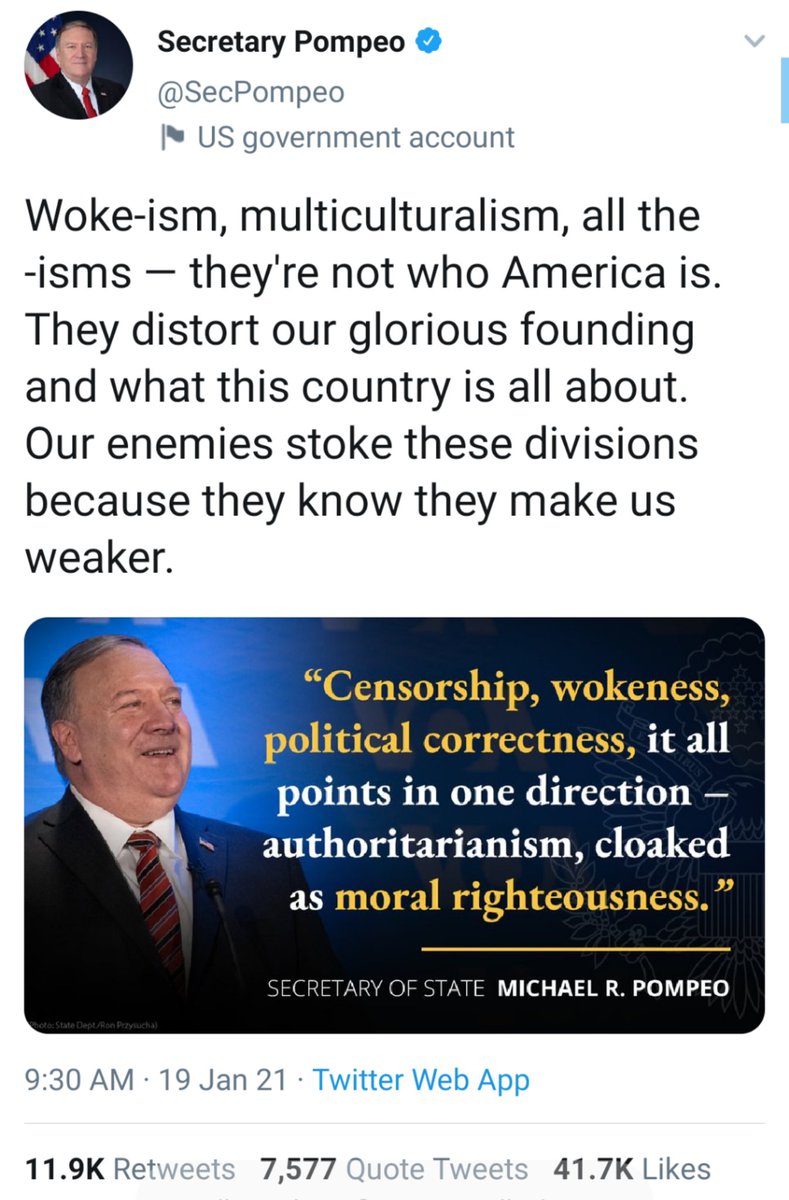 Secretary Pompeo
@SecPompeo
US government account
Woke-ism, multiculturalism, all the
-isms — they're not who America is.
They distort our glorious founding
and what this country is all about.
Our enemies stoke these divisions
because they know they make us
weaker.
“Censorship, wokeness,
political correctness, it all
points in one direction –
authoritarianism, cloaked
as moral righteousness.”
SECRETARY OF STATE MICHAEL R. POMPEO
Photo: State Dept./Ron Przysucha)
9:30 AM · 19 Jan 21 · Twitter Web App
11.9K Retweets 7,577 Quote Tweets 41.7K Likes